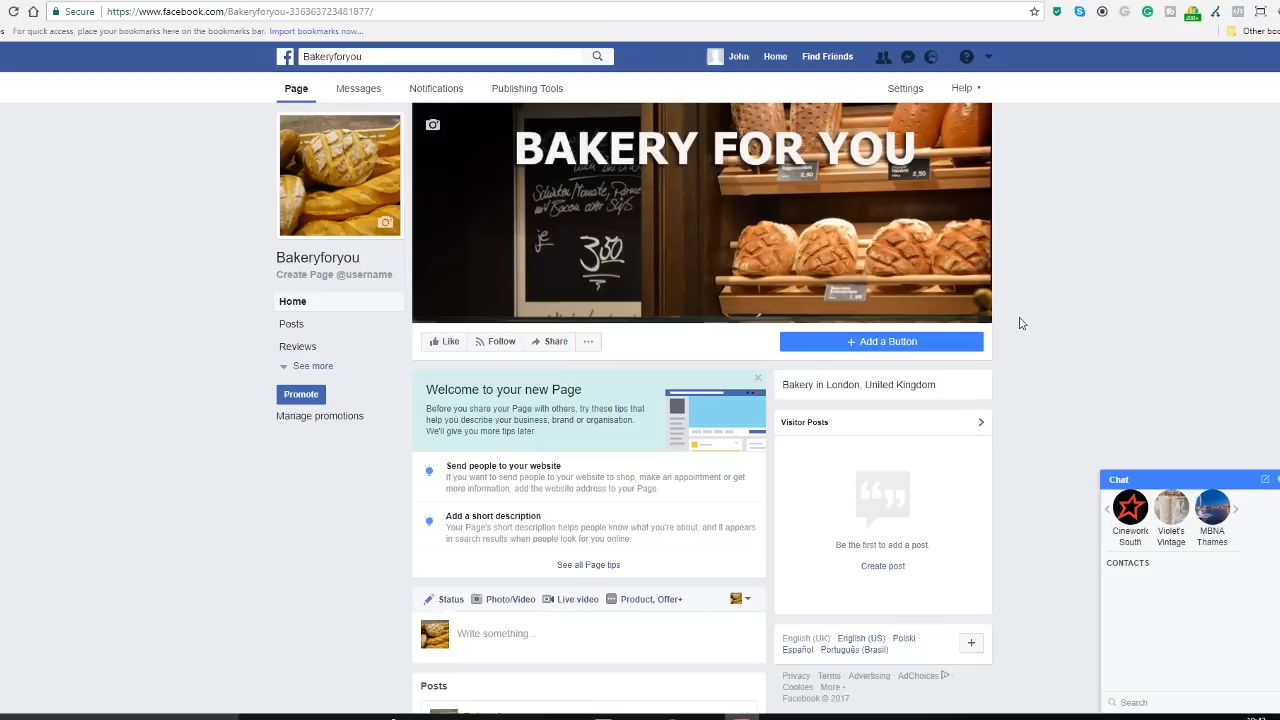 Secure https://www.facebook.com/Bakeryforyou-336363723481877/
For quick access, place your bookmarks here on the bookmarks bar. Import bookmarks now...
Other boo
Bakeryforyou
John Home Find Friends
Page Messages Notifications Publishing Tools Settings Help
BAKERY FOR YOU
Bakeryforyou
Create Page @username
Home
Posts
Reviews
See more
Promote
Manage promotions
Like Follow Share
+ Add a Button
Welcome to your new Page
Before you share your Page with others, try these tips that
help you describe your business, brand or organisation.
We'll give you more tips later.
Send people to your website
If you want to send people to your website to shop, make an appointment or get
more information, add the website address to your Page.
Add a short description
Your Page's short description helps people know what you're about, and it appears
in search results when people look for you online.
See all Page tips
Status Photo/Video Live video Product, Offer+
Write something...
Posts
Bakery in London, United Kingdom
Visitor Posts
Be the first to add a post.
Create post
English (UK) · English (US) · Polski ·
Español · Português (Brasil)
Privacy · Terms · Advertising · AdChoices ·
Cookies · More
Facebook © 2017
Chat
Cinework
South
Violet's
Vintage
MBNA
Thames
CONTACTS
Search